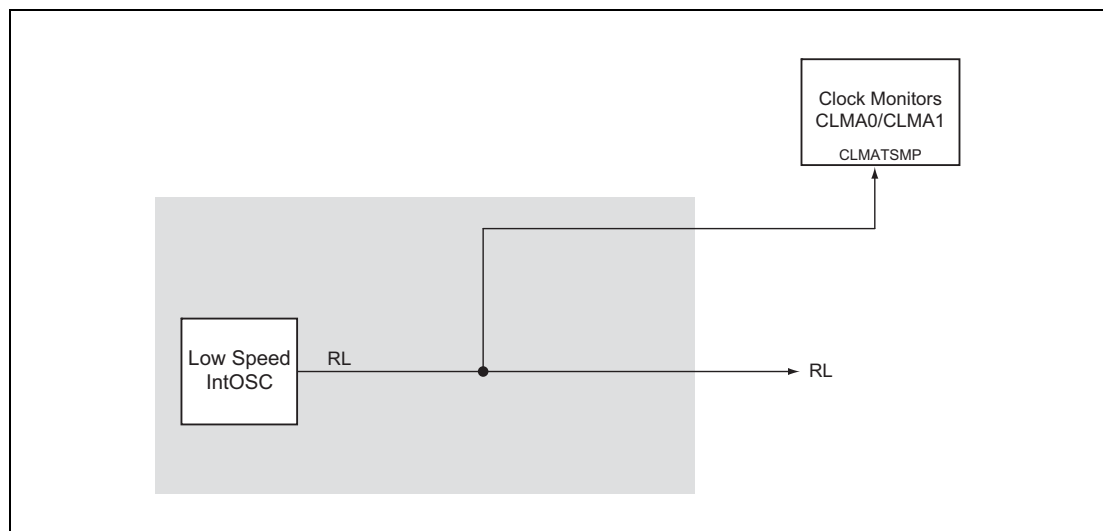 Clock Monitors
CLMA0/CLMA1
CLMATSMP
Low Speed
IntOSC
RL
RL